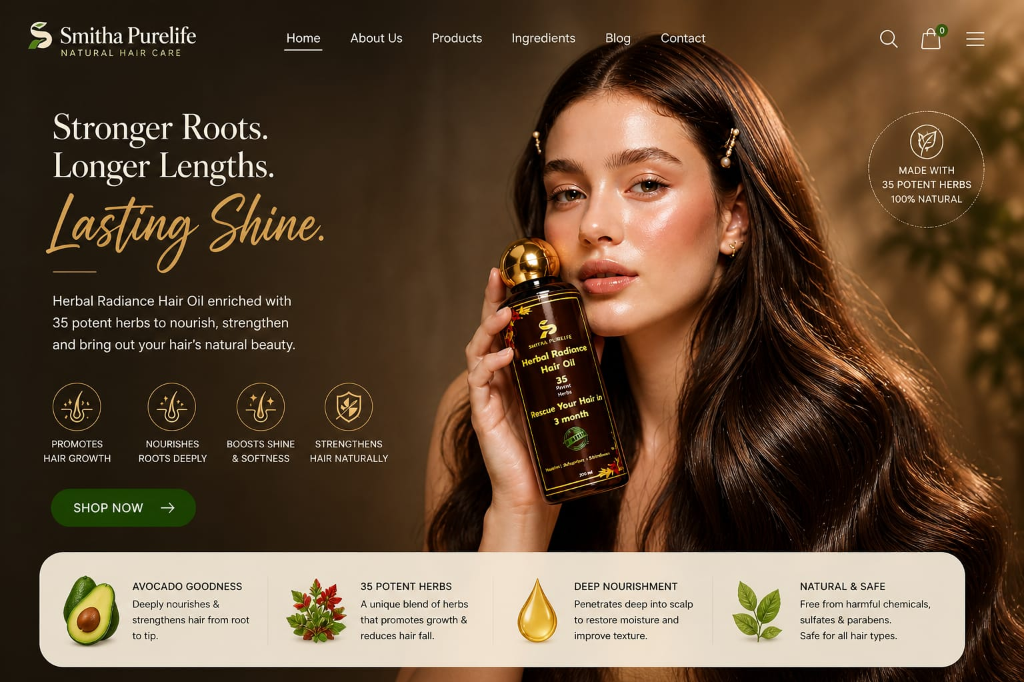 Smitha Purelife
NATURAL HAIR CARE
Home
About Us
Products
Ingredients
Blog
Contact
0
Stronger Roots.
Longer Lengths.
Lasting Shine.
MADE WITH
35 POTENT HERBS
100% NATURAL
Herbal Radiance Hair Oil enriched with
35 potent herbs to nourish, strengthen
and bring out your hair's natural beauty.
PROMOTES
HAIR GROWTH
NOURISHES
ROOTS DEEPLY
BOOSTS SHINE
& SOFTNESS
STRENGTHENS
HAIR NATURALLY
SHOP NOW
SMITHA PURELIFE
Herbal Radiance
Hair Oil
35
Potent
Herbs
Rescue Your Hair in
3 month
200 ml
AVOCADO GOODNESS
Deeply nourishes &
strengthens hair from root
to tip.
35 POTENT HERBS
A unique blend of herbs
that promotes growth &
reduces hair fall.
DEEP NOURISHMENT
Penetrates deep into scalp
to restore moisture and
improve texture.
NATURAL & SAFE
Free from harmful chemicals,
sulfates & parabens.
Safe for all hair types.